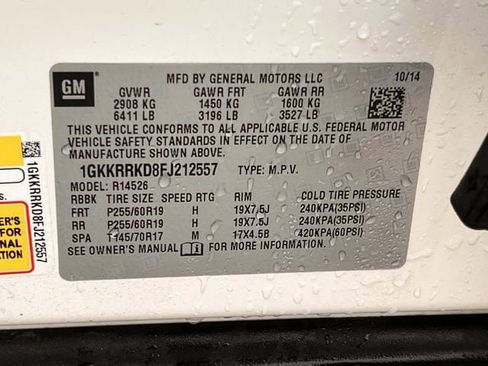 GM
MFD BY GENERAL MOTORS LLC
10/14
GVWR GAWR FRT GAWR RR
2908 KG 1450 KG 1600 KG
6411 LB 3196 LB 3527 LB
THIS VEHICLE CONFORMS TO ALL APPLICABLE U.S. FEDERAL MOTOR
VEHICLE SAFETY STANDARDS IN EFFECT ON THE DATE OF
MANUFACTURE SHOWN ABOVE.
1GKKRRKD8FJ212557 TYPE: M.P.V.
MODEL: R14526
RBBK TIRE SIZE SPEED RTG RIM COLD TIRE PRESSURE
FRT P255/60R19 H 19X7.5J 240KPA(35PSI)
RR P255/60R19 H 19X7.5J 240KPA(35PSI)
SPA T145/70R17 M 17X4.5B 420KPA(60PSI)
SEE OWNER'S MANUAL FOR MORE INFORMATION.
1GKKRRKD8FJ212557